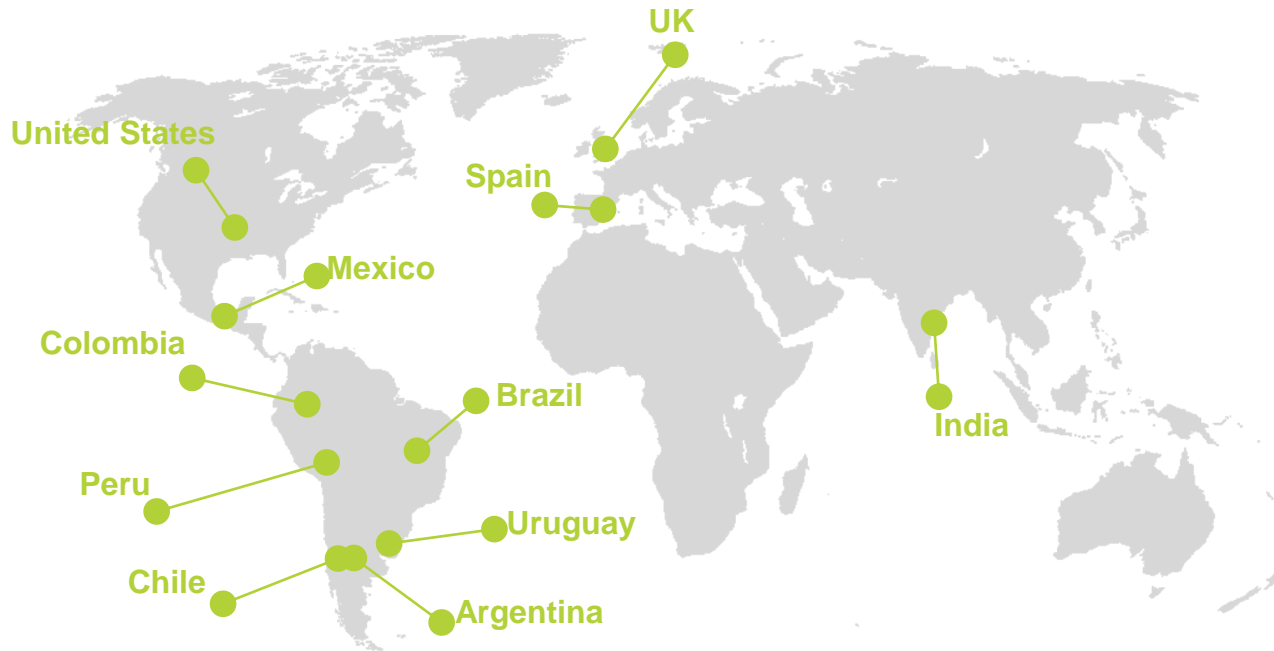 UK
United States
Spain
Mexico
Colombia
Brazil
India
Peru
Uruguay
Chile
Argentina